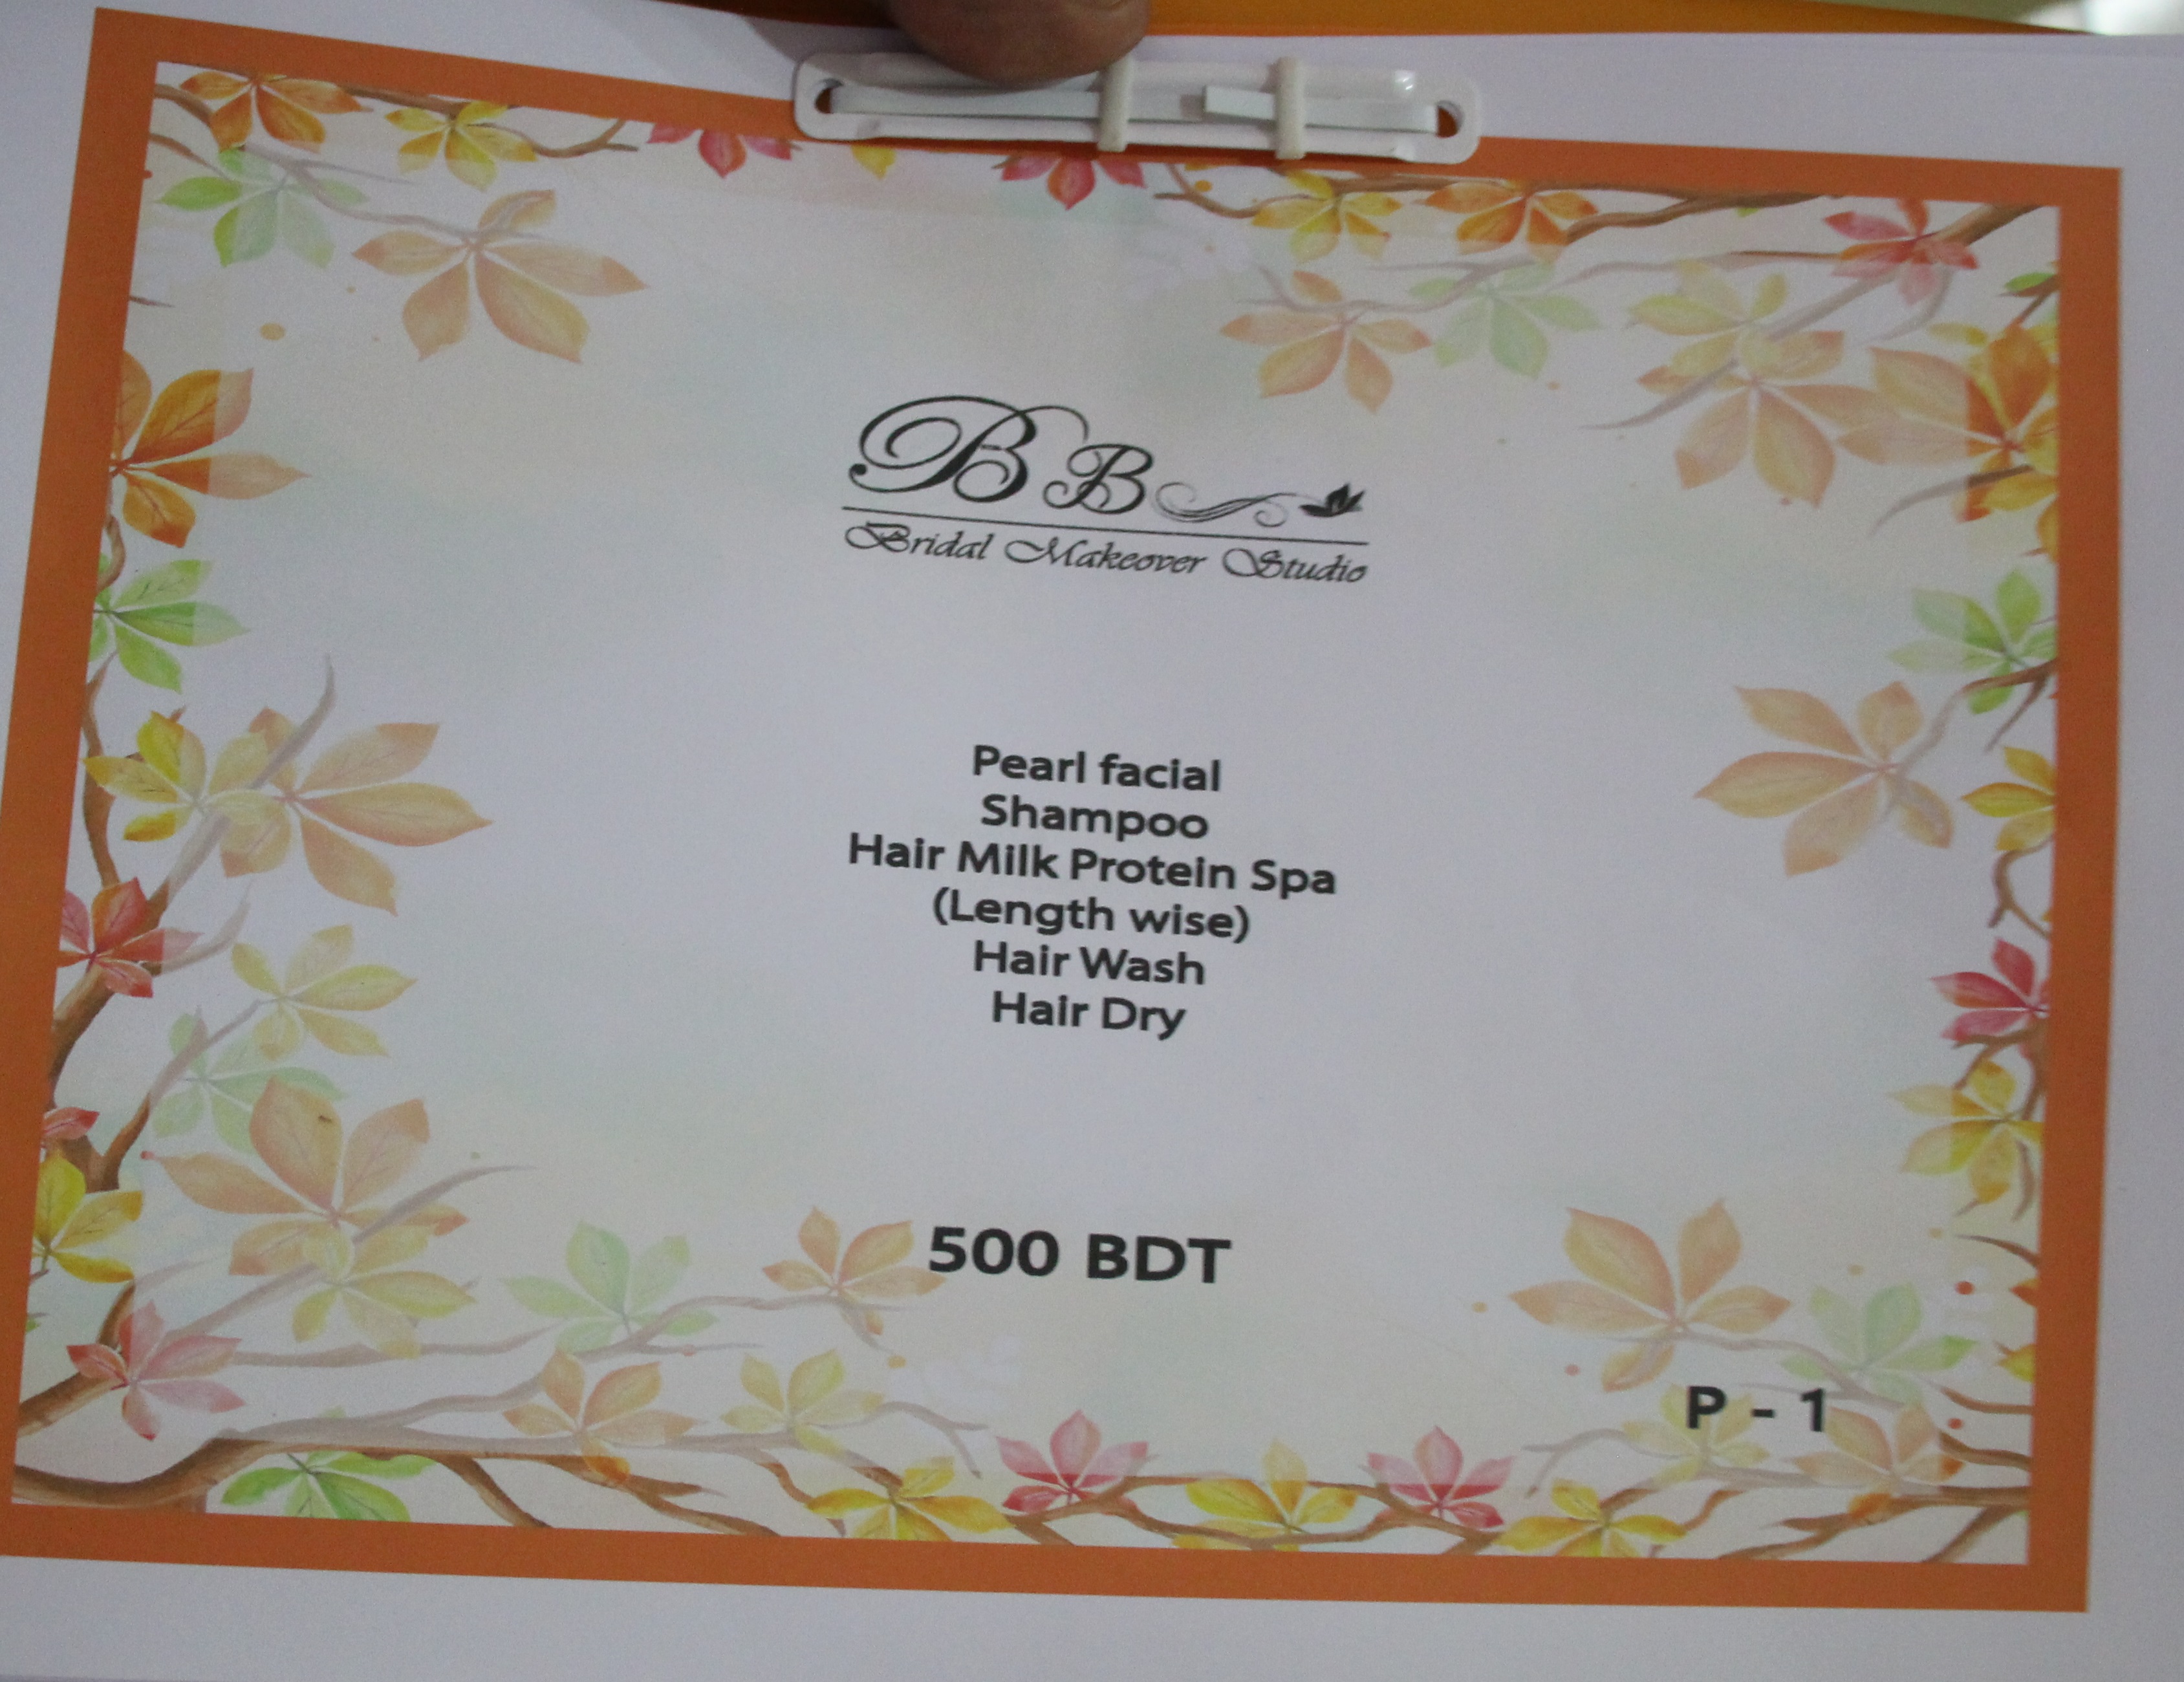 BB
Bridal Makeover Studio
Pearl facial
Shampoo
Hair Milk Protein Spa
(Length wise)
Hair Wash
Hair Dry
500 BDT
P - 1